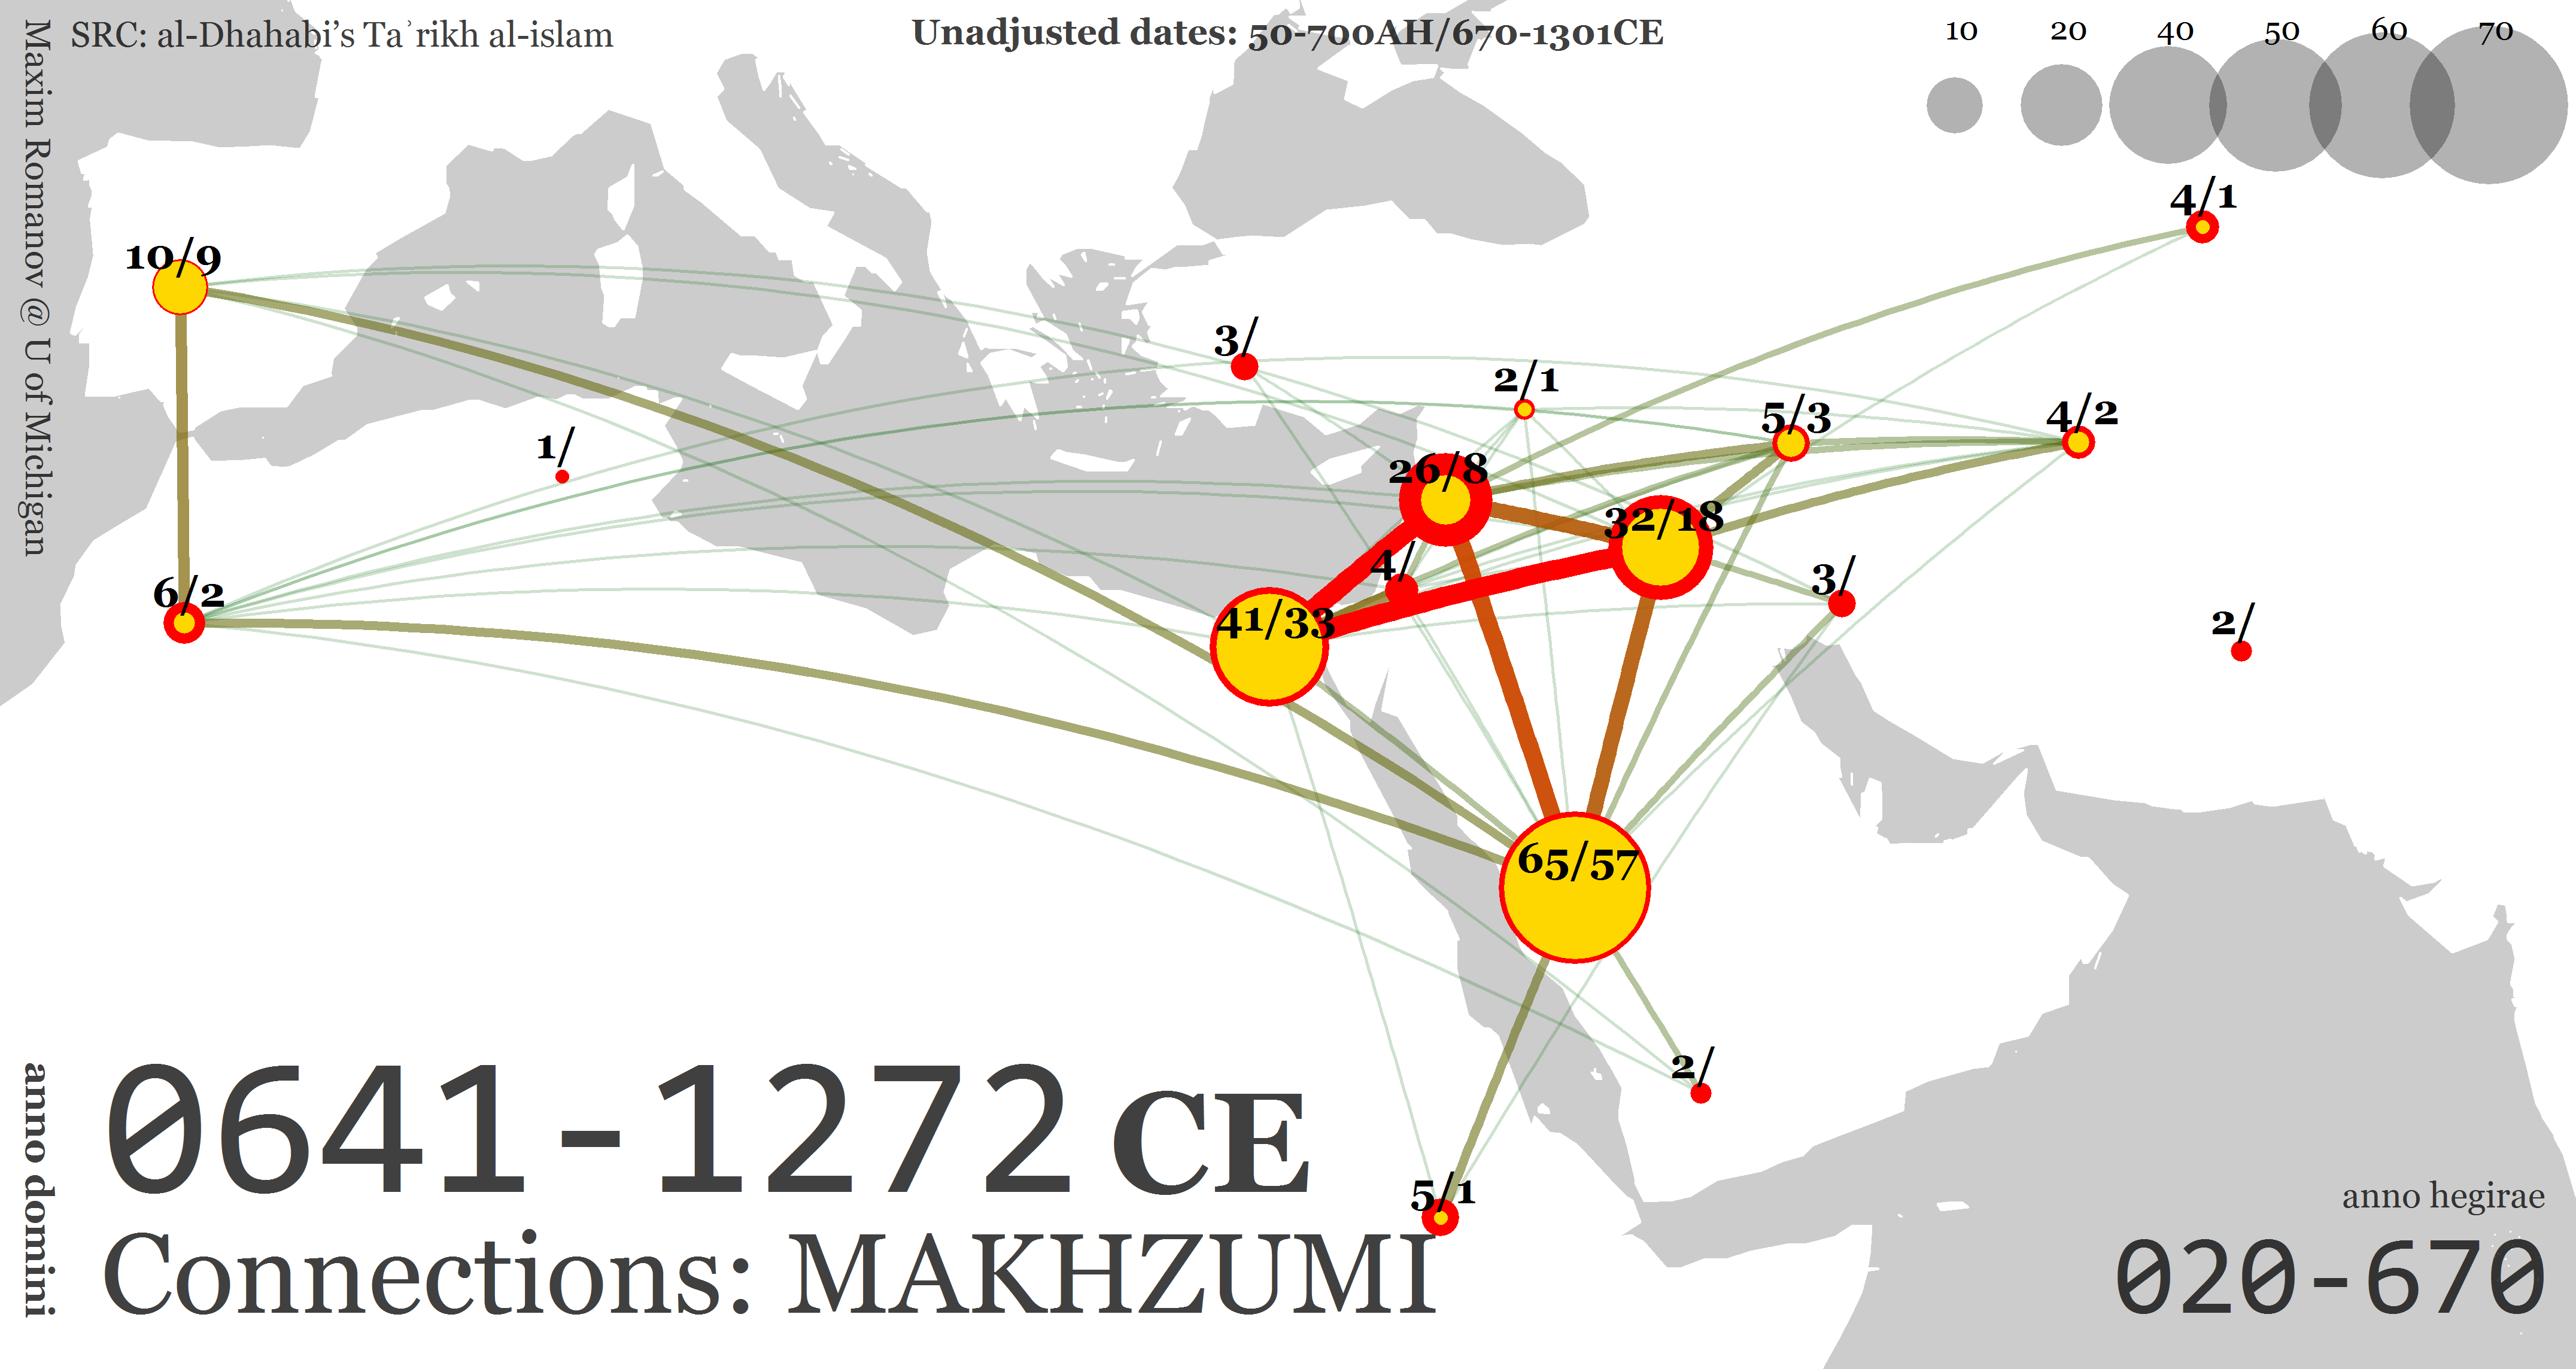 SRC: al-Dhahabi’s Taʾrikh al-islam
Unadjusted dates: 50-700AH/670-1301CE
10 20 40 50 60 70
Maxim Romanov @ U of Michigan
4/1
10/9
3/
2/1
5/3
4/2
1/
26/8
32/18
4/
3/
6/2
41/33
2/
65/57
2/
5/1
anno domini
0641-1272 CE
Connections: MAKHZUMI
anno hegirae
020-670